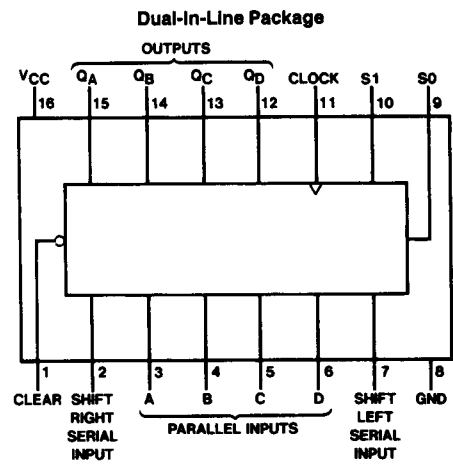 Dual-In-Line Package
OUTPUTS
VCC QA QB QC QD CLOCK S1 S0
16 15 14 13 12 11 10 9
1 2 3 4 5 6 7 8
CLEAR SHIFT A B C D SHIFT GND
RIGHT PARALLEL INPUTS LEFT
SERIAL SERIAL
INPUT INPUT